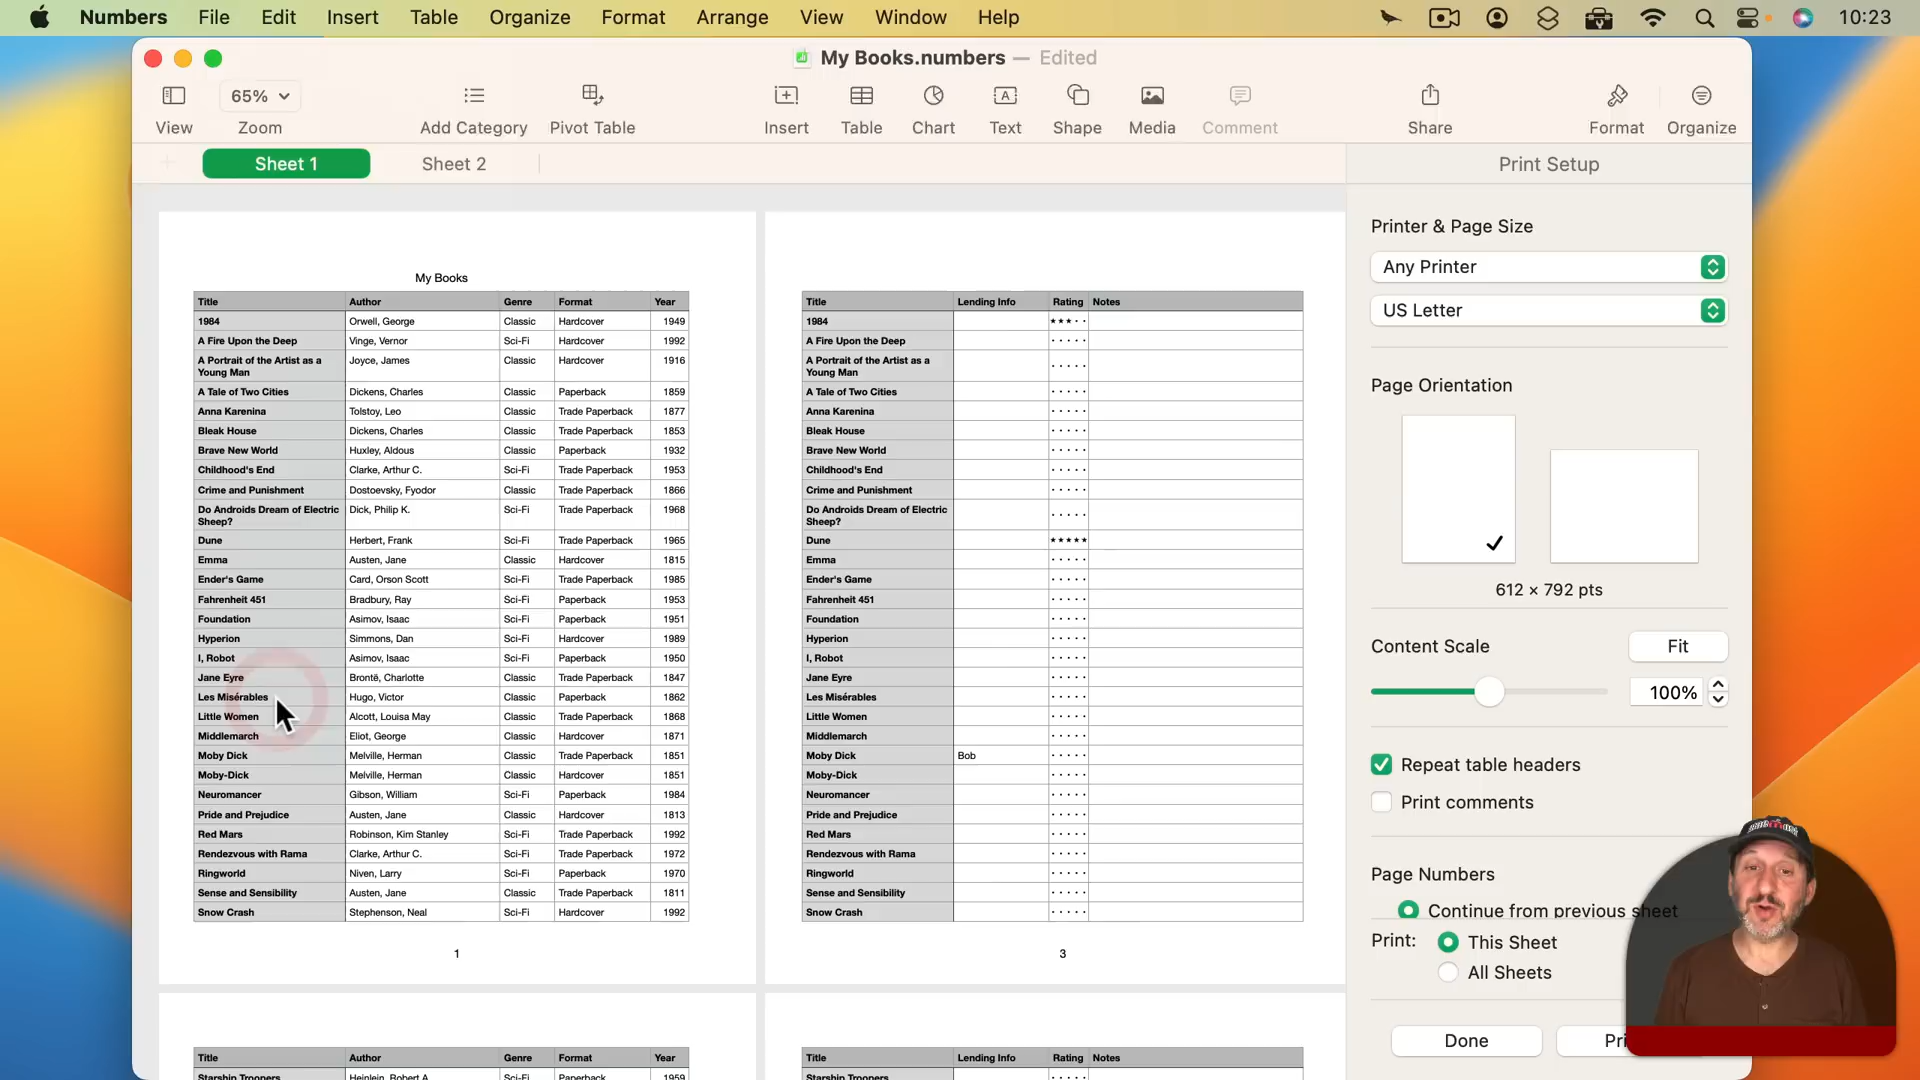 Numbers File Edit Insert Table Organize Format Arrange View Window Help 10:23
My Books.numbers — Edited
65%
View Zoom Add Category Pivot Table Insert Table Chart Text Shape Media Comment Share Format Organize
Sheet 1 Sheet 2
Print Setup
My Books
Title Author Genre Format Year
1984 Orwell, George Classic Hardcover 1949
A Fire Upon the Deep Vinge, Vernor Sci-Fi Hardcover 1992
A Portrait of the Artist as a Joyce, James Classic Hardcover 1916
Young Man
A Tale of Two Cities Dickens, Charles Classic Paperback 1859
Anna Karenina Tolstoy, Leo Classic Trade Paperback 1877
Bleak House Dickens, Charles Classic Trade Paperback 1853
Brave New World Huxley, Aldous Classic Paperback 1932
Childhood's End Clarke, Arthur C. Sci-Fi Trade Paperback 1953
Crime and Punishment Dostoevsky, Fyodor Classic Trade Paperback 1866
Do Androids Dream of Electric Dick, Philip K. Sci-Fi Trade Paperback 1968
Sheep?
Dune Herbert, Frank Sci-Fi Trade Paperback 1965
Emma Austen, Jane Classic Hardcover 1815
Ender's Game Card, Orson Scott Sci-Fi Trade Paperback 1985
Fahrenheit 451 Bradbury, Ray Sci-Fi Paperback 1953
Foundation Asimov, Isaac Sci-Fi Paperback 1951
Hyperion Simmons, Dan Sci-Fi Hardcover 1989
I, Robot Asimov, Isaac Sci-Fi Paperback 1950
Jane Eyre Brontë, Charlotte Classic Trade Paperback 1847
Les Misérables Hugo, Victor Classic Paperback 1862
Little Women Alcott, Louisa May Classic Trade Paperback 1868
Middlemarch Eliot, George Classic Hardcover 1871
Moby Dick Melville, Herman Classic Trade Paperback 1851
Moby-Dick Melville, Herman Classic Hardcover 1851
Neuromancer Gibson, William Sci-Fi Paperback 1984
Pride and Prejudice Austen, Jane Classic Hardcover 1813
Red Mars Robinson, Kim Stanley Sci-Fi Trade Paperback 1992
Rendezvous with Rama Clarke, Arthur C. Sci-Fi Trade Paperback 1972
Ringworld Niven, Larry Sci-Fi Paperback 1970
Sense and Sensibility Austen, Jane Classic Trade Paperback 1811
Snow Crash Stephenson, Neal Sci-Fi Hardcover 1992
1
Title Author Genre Format Year
Starship Troopers Heinlein, Robert A. Sci-Fi Paperback 1959
Title Lending Info Rating Notes
1984 ★★★··
A Fire Upon the Deep
A Portrait of the Artist as a
Young Man
A Tale of Two Cities
Anna Karenina
Bleak House
Brave New World
Childhood's End
Crime and Punishment
Do Androids Dream of Electric
Sheep?
Dune ★★★★★
Emma
Ender's Game
Fahrenheit 451
Foundation
Hyperion
I, Robot
Jane Eyre
Les Misérables
Little Women
Middlemarch
Moby Dick Bob
Moby-Dick
Neuromancer
Pride and Prejudice
Red Mars
Rendezvous with Rama
Ringworld
Sense and Sensibility
Snow Crash
3
Title Lending Info Rating Notes
Starship Troopers
Printer & Page Size
Any Printer
US Letter
Page Orientation
612 × 792 pts
Content Scale Fit
100%
Repeat table headers
Print comments
Page Numbers
Continue from previous sheet
Print: This Sheet
All Sheets
Done